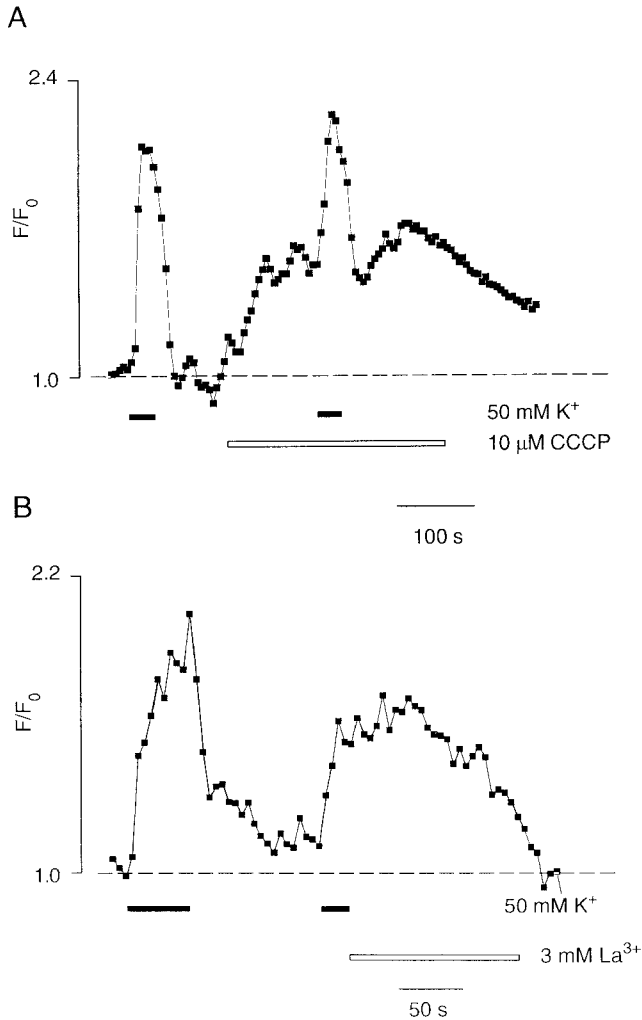 A
2.4
F/F₀
1.0
50 mM K⁺
10 μM CCCP
100 s
B
2.2
F/F₀
1.0
50 mM K⁺
3 mM La³⁺
50 s